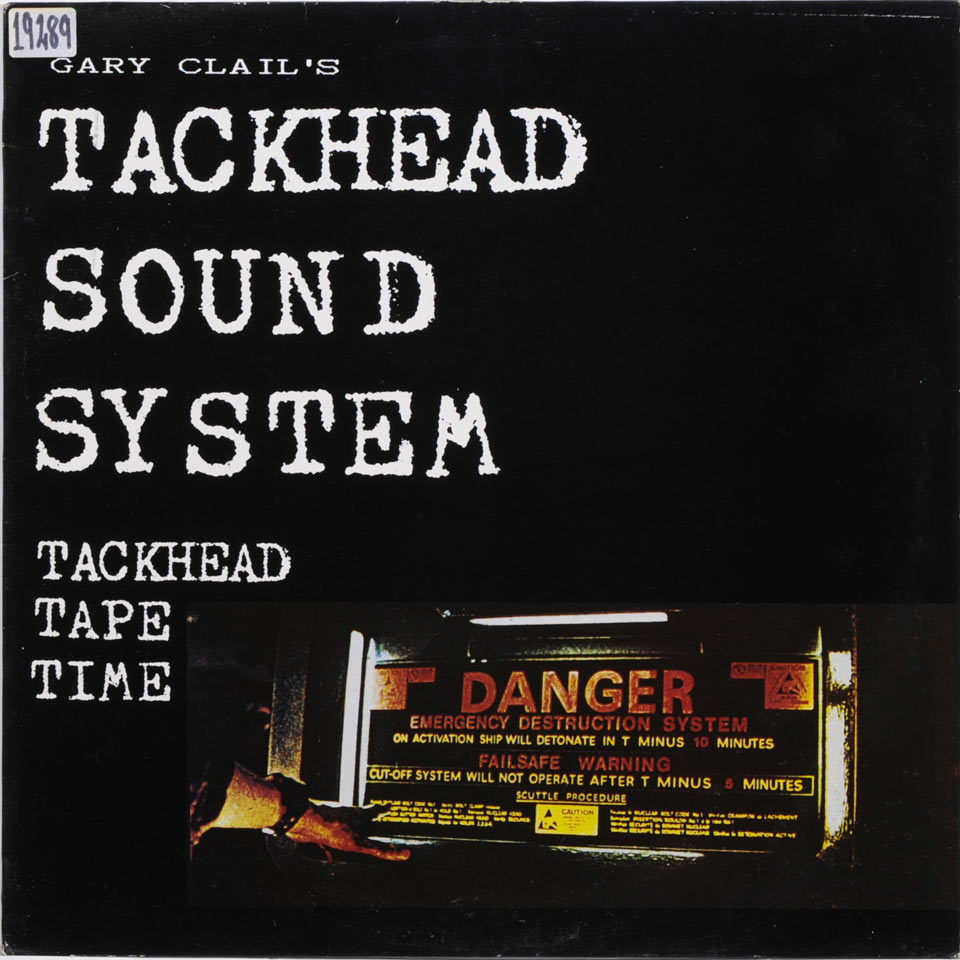 19289
GARY CLAIL'S
TACKHEAD
SOUND
SYSTEM
TACKHEAD
TAPE
TIME
DANGER
EMERGENCY DESTRUCTION SYSTEM
ON ACTIVATION SHIP WILL DETONATE IN T MINUS 10 MINUTES
FAILSAFE WARNING
CUT-OFF SYSTEM WILL NOT OPERATE AFTER T MINUS 5 MINUTES
SCUTTLE PROCEDURE
CAUTION
CAUTION